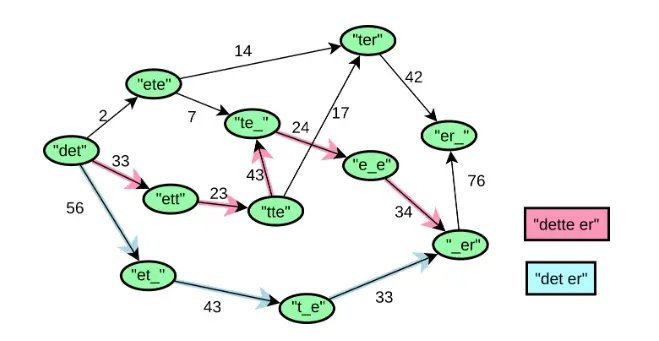 "ter"
14
42
"ete"
2
7
17
"te_"
24
"er_"
"det"
33
43
"e_e"
"ett"
23
76
56
"tte"
34
"dette er"
"_er"
"et_"
"det er"
43
"t_e"
33